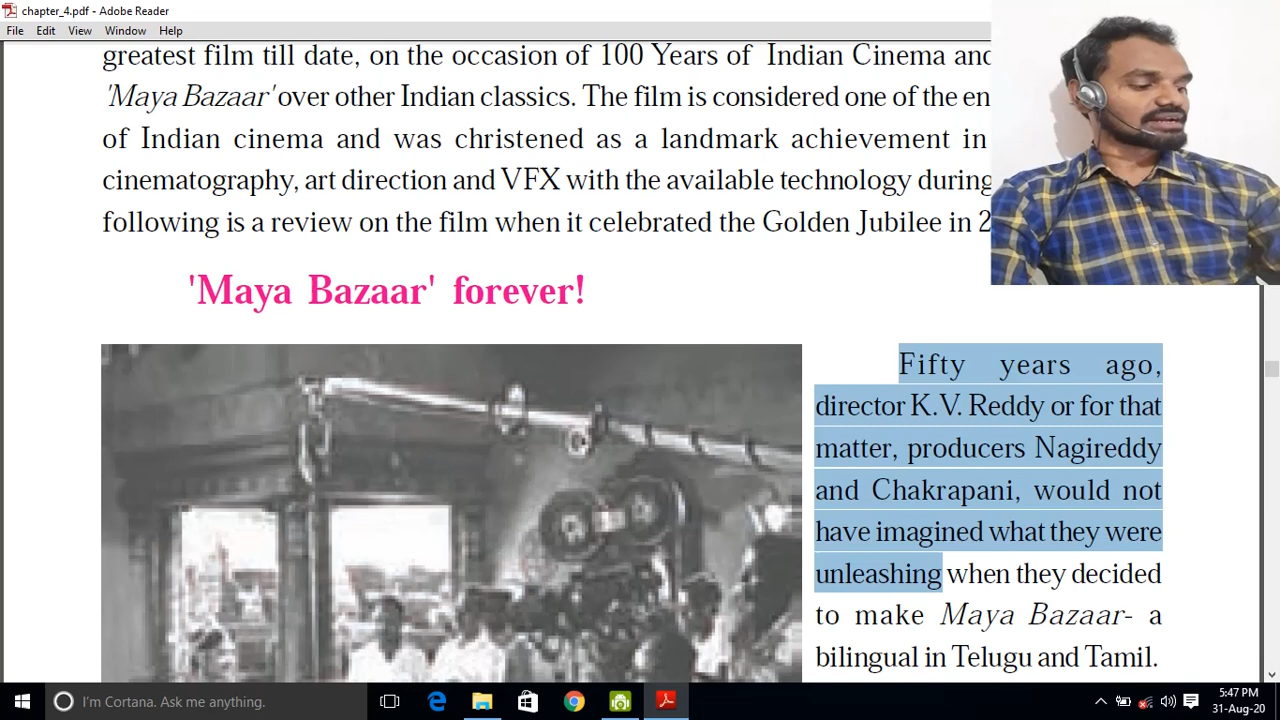 chapter_4.pdf - Adobe Reader
File Edit View Window Help
greatest film till date, on the occasion of 100 Years of Indian Cinema and
'Maya Bazaar' over other Indian classics. The film is considered one of the en
of Indian cinema and was christened as a landmark achievement in
cinematography, art direction and VFX with the available technology during
following is a review on the film when it celebrated the Golden Jubilee in 2
'Maya Bazaar' forever!
Fifty years ago,
director K.V. Reddy or for that
matter, producers Nagireddy
and Chakrapani, would not
have imagined what they were
unleashing when they decided
to make Maya Bazaar- a
bilingual in Telugu and Tamil.
I'm Cortana. Ask me anything.
5:47 PM
31-Aug-20